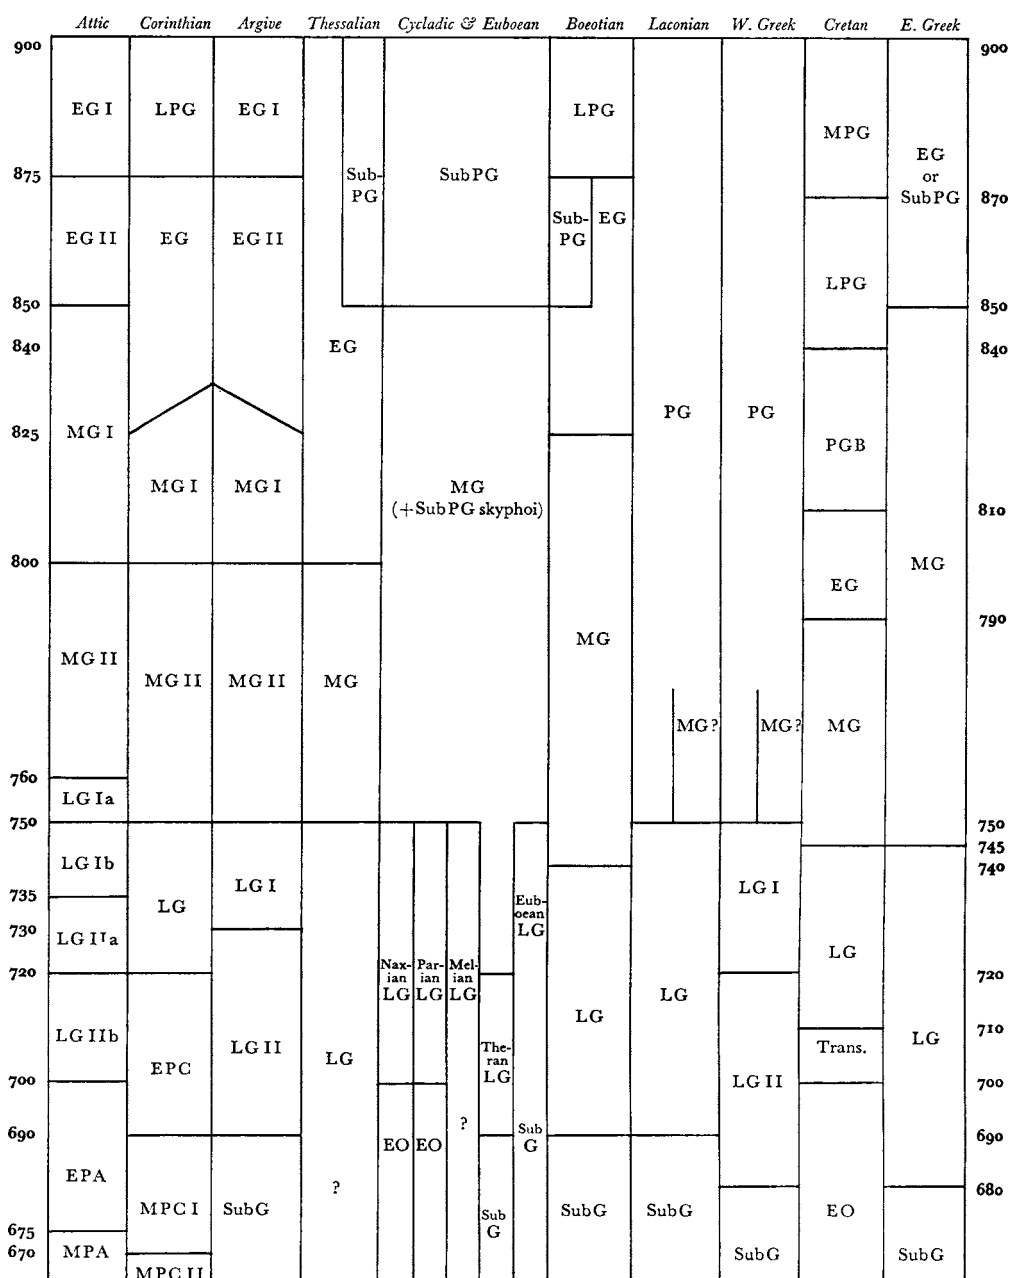 Attic Corinthian Argive Thessalian Cycladic & Euboean Boeotian Laconian W. Greek Cretan E. Greek
900 900
EG I LPG EG I LPG
MPG
EG
or
SubPG
875 Sub-
PG SubPG
870
EG II EG EG II Sub-
PG EG
LPG
850 850
840 EG 840
PG PG
825 MG I PGB
MG I MG I MG
(+SubPG skyphoi)
810
800 MG
EG
790
MG
MG II MG II MG II MG
MG? MG? MG
760
LG Ia
750 750
745
740
LG Ib LG I LG I
735 LG Eub-
oean
LG
730
LG IIa LG
720 Nax-
ian
LG Par-
ian
LG Mel-
ian
LG 720
LG LG
710
LG IIb LG II LG The-
ran
LG Trans. LG
EPC LG II
700 700
? Sub
G
690 690
EO EO
EPA ? 680
MPC I SubG Sub
G SubG SubG EO
675
670 MPA SubG SubG
MPC II